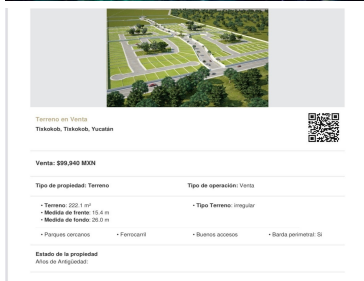 Terreno en Venta
Tixkokob, Tixkokob, Yucatán
Venta: $99,940 MXN
Tipo de propiedad: Terreno Tipo de operación: Venta
• Terreno: 222.1 m² • Tipo Terreno: irregular
• Medida de frente: 15.4 m
• Medida de fondo: 26.0 m
• Parques cercanos • Ferrocarril • Buenos accesos • Barda perimetral: Si
Estado de la propiedad
Años de Antigüedad: